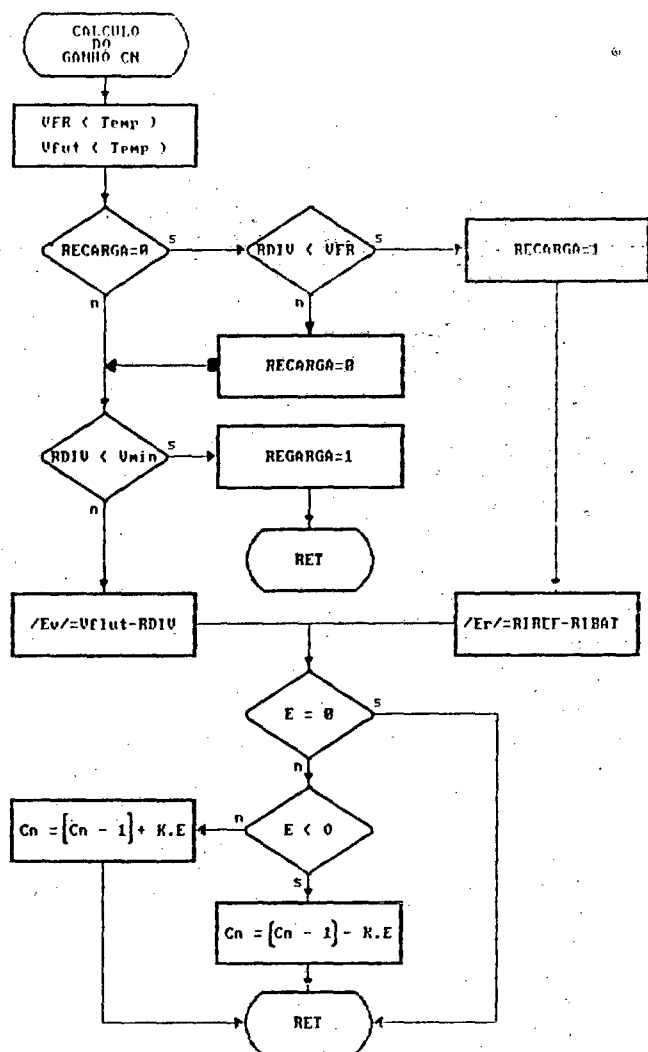 CALCULO
DO
GANHO CN
VFR ( Temp )
Vfut ( Temp )
RECARGA=0
s
n
RDIV < VFR
s
n
RECARGA=1
RECARGA=0
RDIV < Vmin
s
n
REGARGA=1
RET
/Ev/=Vflut-RDIV
/Er/=RIREF-RIBAT
E = 0
s
n
E < 0
n
s
Cn = [Cn - 1] + K.E
Cn = [Cn - 1] - K.E
RET